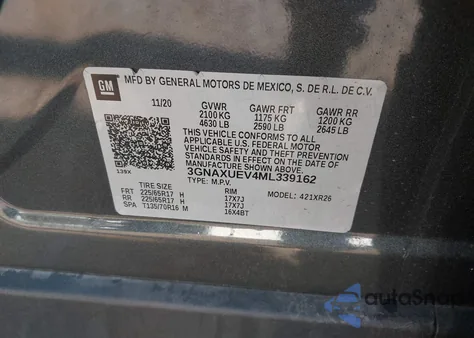 GM
MFD BY GENERAL MOTORS DE MEXICO, S. DE R.L. DE C.V.
11/20 GVWR GAWR FRT GAWR RR
2100 KG 1175 KG 1200 KG
4630 LB 2590 LB 2645 LB
THIS VEHICLE CONFORMS TO ALL
APPLICABLE U.S. FEDERAL MOTOR
VEHICLE SAFETY AND THEFT
PREVENTION STANDARDS IN EFFECT ON
THE DATE OF MANUFACTURE SHOWN ABOVE.
3GNAXUEV4ML339162
139X TYPE: M.P.V. MODEL: 421XR26
TIRE SIZE RIM
FRT 225/65R17 H 17X7J
RR 225/65R17 H 17X7J
SPA T135/70R16 M 16X4BT